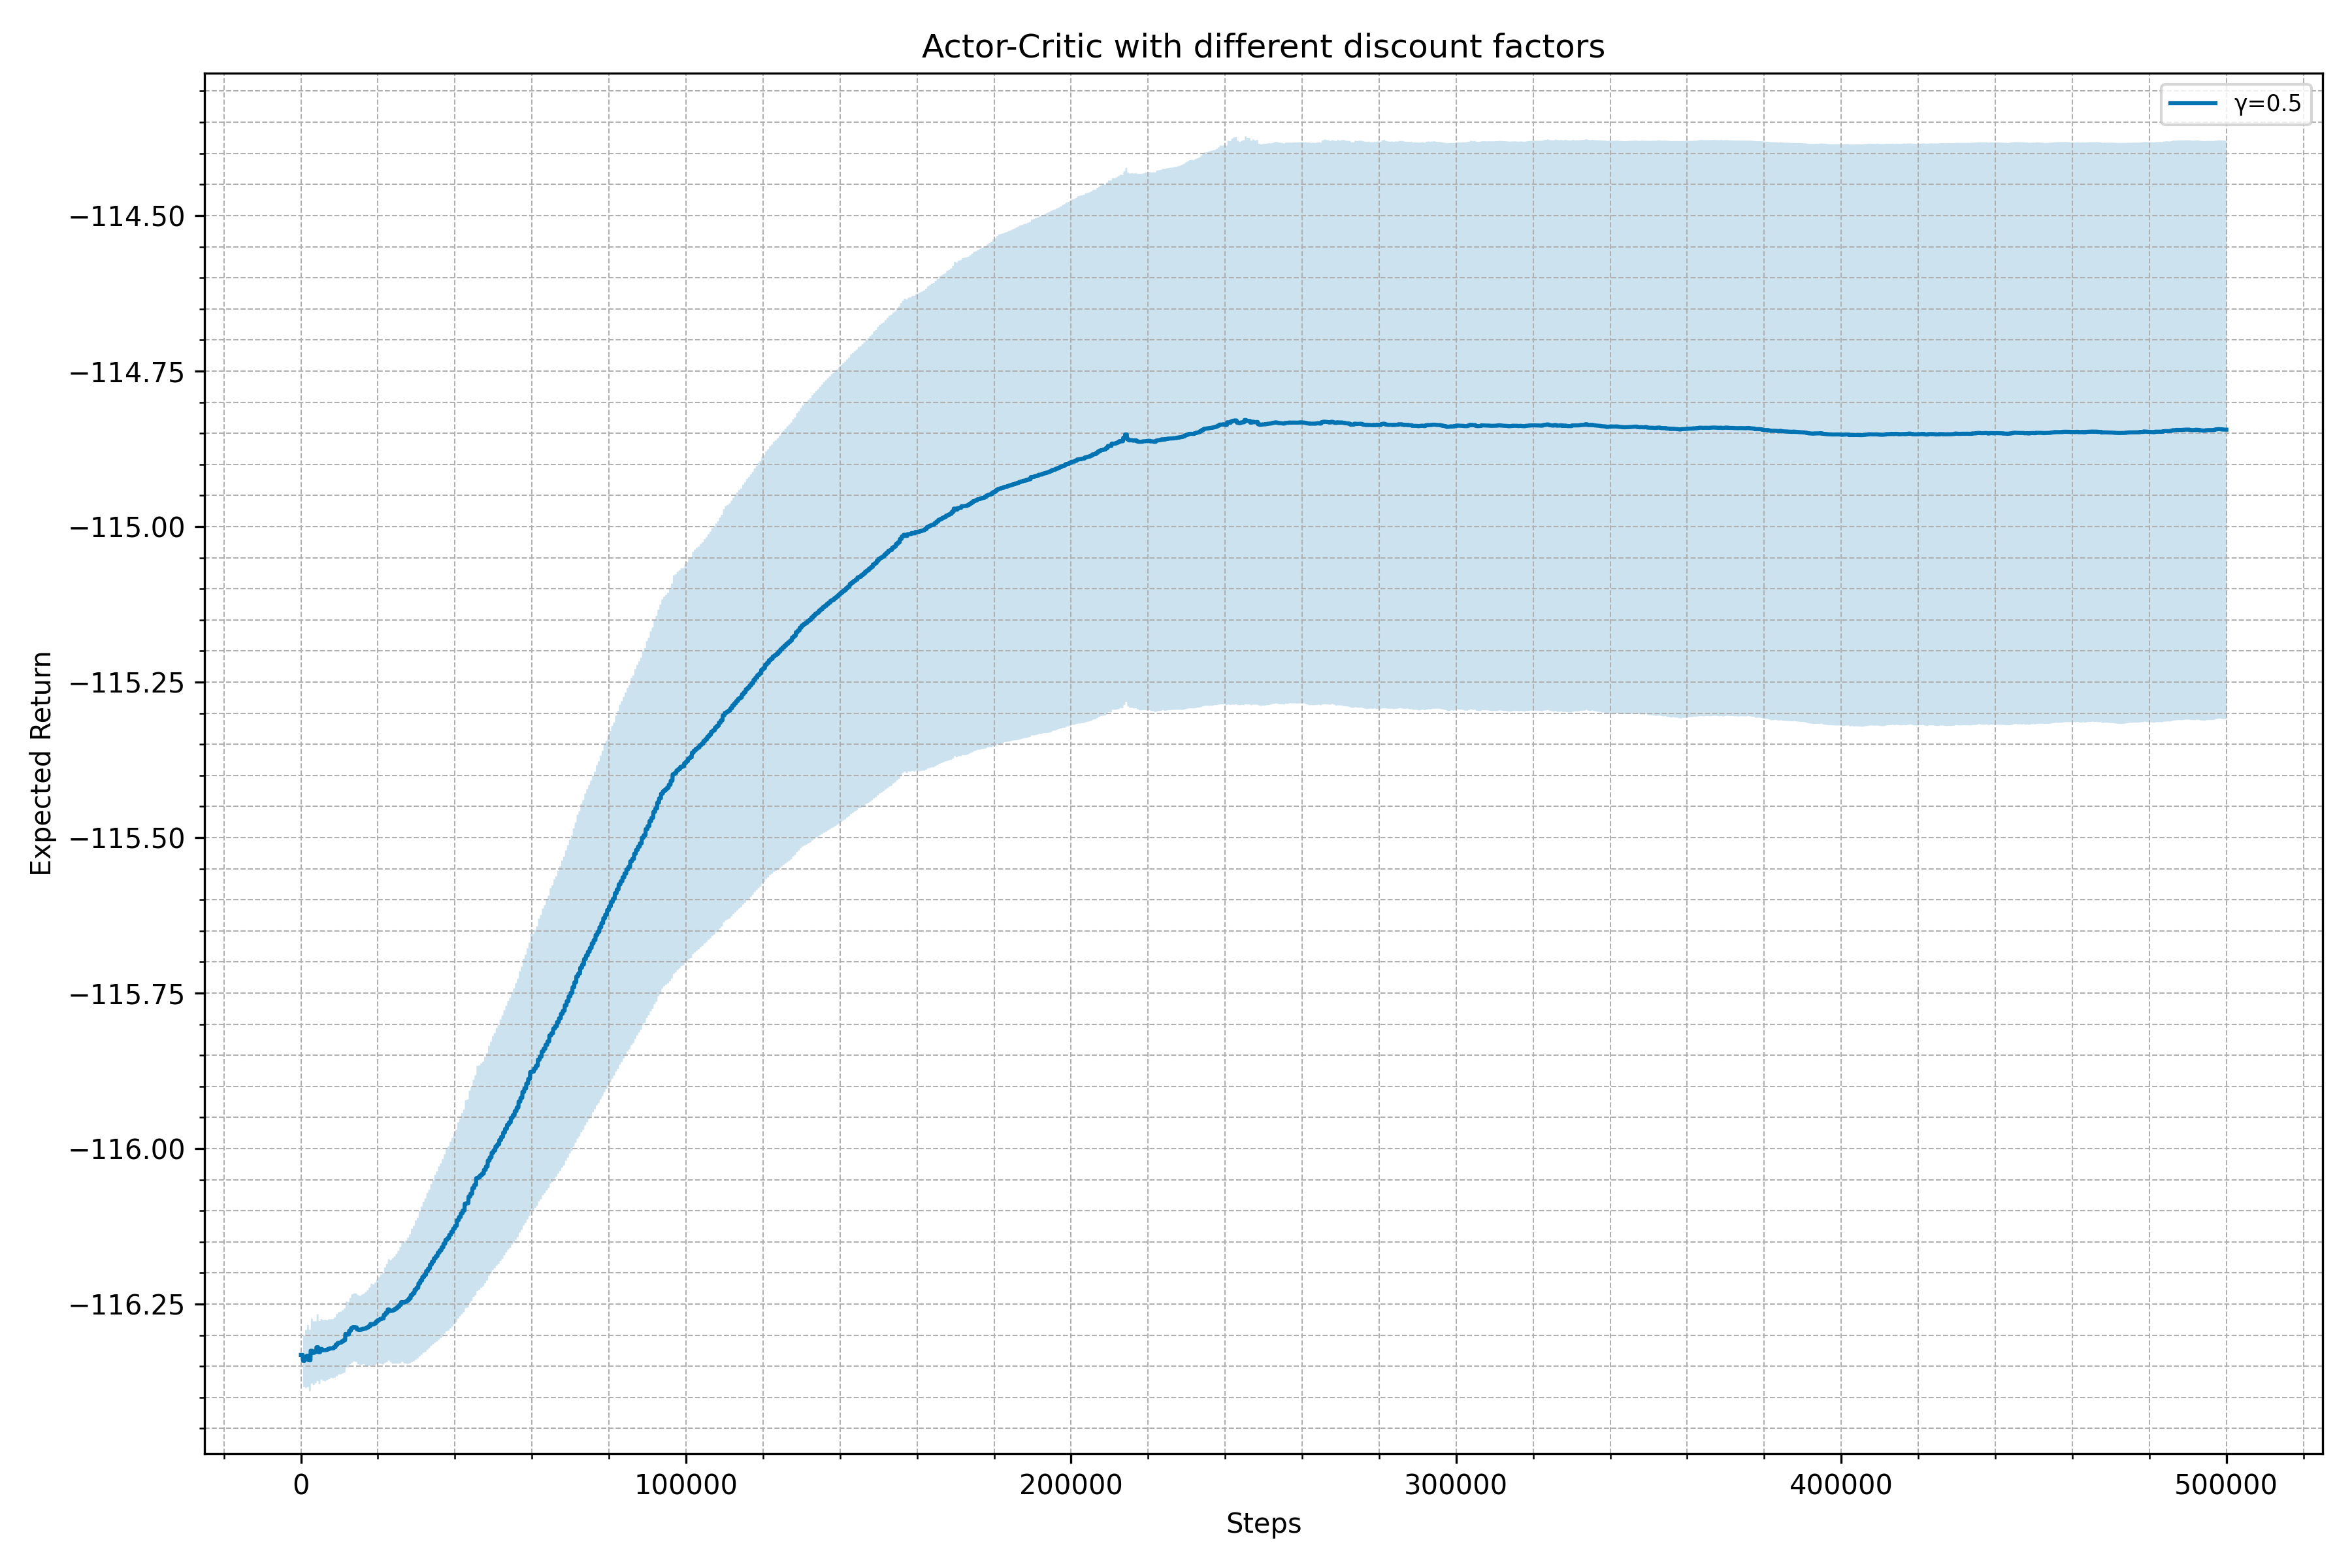 Actor-Critic with different discount factors
γ=0.5
Expected Return
−114.50
−114.75
−115.00
−115.25
−115.50
−115.75
−116.00
−116.25
0 100000 200000 300000 400000 500000
Steps